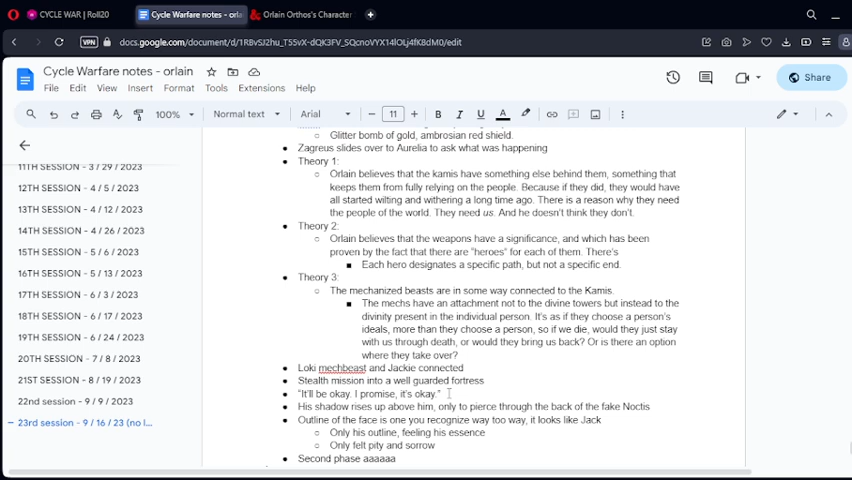 CYCLE WAR | Roll20
Cycle Warfare notes - orla
Orlain Orthos's Character
VPN
docs.google.com/document/d/1RBvSJ2hu_T55vX-dQK3FV_SQcnoVYX14lOLj4fK8dM0/edit
Cycle Warfare notes - orlain
File Edit View Insert Format Tools Extensions Help
Share
100% Normal text Arial 11 B I U A
11TH SESSION - 3 / 29 / 2023
12TH SESSION - 4 / 5 / 2023
13TH SESSION - 4 / 12 / 2023
14TH SESSION - 4 / 26 / 2023
15TH SESSION - 5 / 6 / 2023
16TH SESSION - 5 / 13 / 2023
17TH SESSION - 6 / 3 / 2023
18TH SESSION - 6 / 17 / 2023
19TH SESSION - 6 / 24 / 2023
20TH SESSION - 7 / 8 / 2023
21ST SESSION - 8 / 19 / 2023
22nd session - 9 / 9 / 2023
23rd session - 9 / 16 / 23 (no l...
Glitter bomb of gold, ambrosian red shield.
Zagreus slides over to Aurelia to ask what was happening
Theory 1:
Orlain believes that the kamis have something else behind them, something that
keeps them from fully relying on the people. Because if they did, they would have
all started wilting and withering a long time ago. There is a reason why they need
the people of the world. They need us. And he doesn't think they don't.
Theory 2:
Orlain believes that the weapons have a significance, and which has been
proven by the fact that there are "heroes" for each of them. There's
Each hero designates a specific path, but not a specific end.
Theory 3:
The mechanized beasts are in some way connected to the Kamis.
The mechs have an attachment not to the divine towers but instead to the
divinity present in the individual person. It's as if they choose a person's
ideals, more than they choose a person, so if we die, would they just stay
with us through death, or would they bring us back? Or is there an option
where they take over?
Loki mechbeast and Jackie connected
Stealth mission into a well guarded fortress
"It'll be okay. I promise, it's okay."
His shadow rises up above him, only to pierce through the back of the fake Noctis
Outline of the face is one you recognize way too way, it looks like Jack
Only his outline, feeling his essence
Only felt pity and sorrow
Second phase aaaaaa